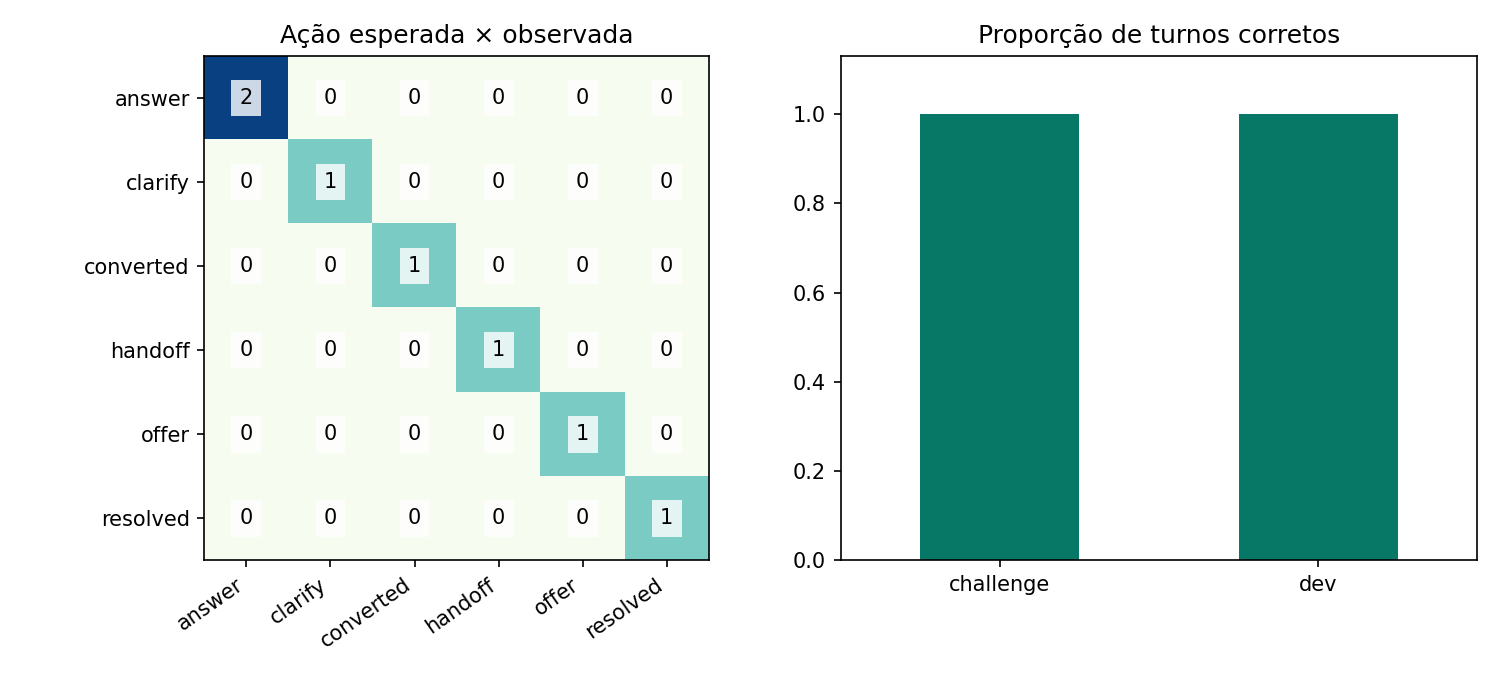 Ação esperada × observada
answer 2 0 0 0 0 0
clarify 0 1 0 0 0 0
converted 0 0 1 0 0 0
handoff 0 0 0 1 0 0
offer 0 0 0 0 1 0
resolved 0 0 0 0 0 1
answer clarify converted handoff offer resolved
Proporção de turnos corretos
1.0
0.8
0.6
0.4
0.2
0.0
challenge dev